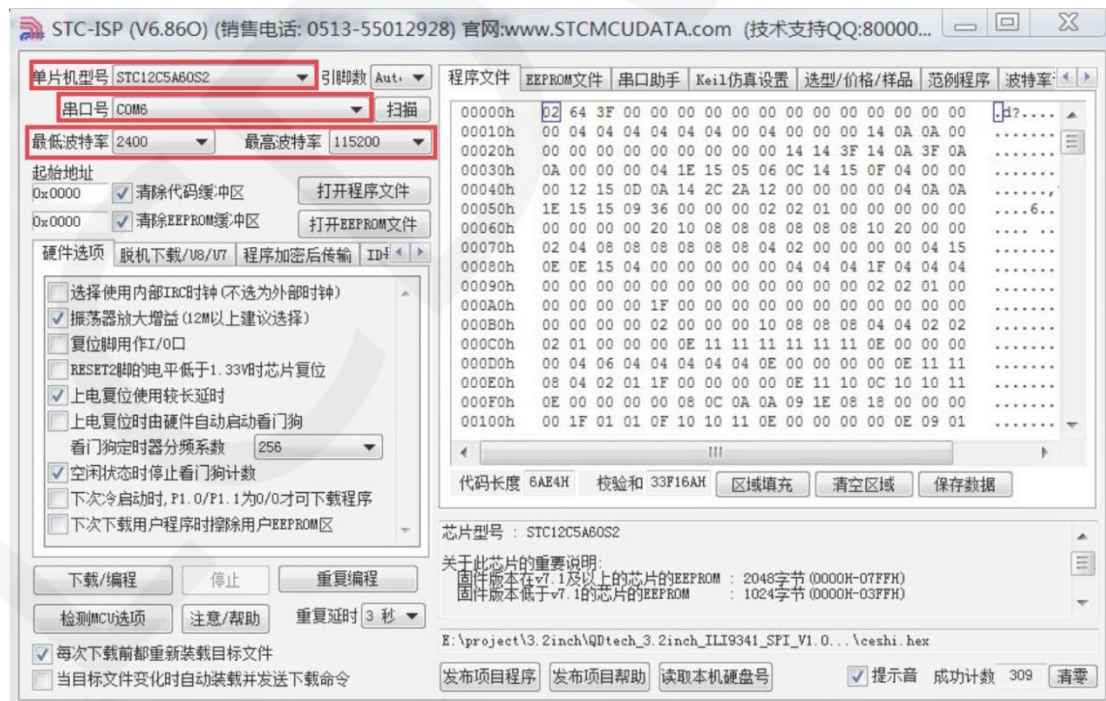 STC-ISP (V6.86O) (销售电话: 0513-55012928) 官网:www.STCMCUDATA.com (技术支持QQ:80000...
单片机型号 STC12C5A60S2 引脚数 Aut
串口号 COM6 扫描
最低波特率 2400 最高波特率 115200
起始地址
0x0000 清除代码缓冲区 打开程序文件
0x0000 清除EEPROM缓冲区 打开EEPROM文件
硬件选项 脱机下载/U8/U7 程序加密后传输
选择使用内部IRC时钟(不选为外部时钟)
振荡器放大增益(12M以上建议选择)
复位脚用作I/O口
RESET2脚的电平低于1.33V时芯片复位
上电复位使用较长延时
上电复位时由硬件自动启动看门狗
看门狗定时器分频系数 256
空闲状态时停止看门狗计数
下次冷启动时, P1.0/P1.1为0/0才可下载程序
下次下载用户程序时擦除用户EEPROM区
下载/编程 停止 重复编程
检测MCU选项 注意/帮助 重复延时 3 秒
每次下载前都重新装载目标文件
当目标文件变化时自动装载并发送下载命令
程序文件 EEPROM文件 串口助手 Keil仿真设置 选型/价格/样品 范例程序 波特率
00000h 02 64 3F 00 00 00 00 00 00 00 00 00 00 00 00 00 .d?....
00010h 00 04 04 04 04 04 04 00 04 00 00 00 14 0A 0A 00 .......
00020h 00 00 00 00 00 00 00 00 00 14 14 3F 14 0A 3F 0A .......
00030h 0A 00 00 00 04 1E 15 05 06 0C 14 15 0F 04 00 00 .......
00040h 00 12 15 0D 0A 14 2C 2A 12 00 00 00 00 04 0A 0A ......,
00050h 1E 15 15 09 36 00 00 00 02 02 01 00 00 00 00 00 ....6..
00060h 00 00 00 00 20 10 08 08 08 08 08 08 10 20 00 00 .......
00070h 02 04 08 08 08 08 08 08 04 02 00 00 00 00 04 15 .......
00080h 0E 0E 15 04 00 00 00 00 00 04 04 04 1F 04 04 04 .......
00090h 00 00 00 00 00 00 00 00 00 00 00 00 02 02 01 00 .......
000A0h 00 00 00 00 1F 00 00 00 00 00 00 00 00 00 00 00 .......
000B0h 00 00 00 00 02 00 00 00 10 08 08 08 04 04 02 02 .......
000C0h 02 01 00 00 00 0E 11 11 11 11 11 11 0E 00 00 00 .......
000D0h 00 04 06 04 04 04 04 04 0E 00 00 00 00 0E 11 11 .......
000E0h 08 04 02 01 1F 00 00 00 00 0E 11 10 0C 10 10 11 .......
000F0h 0E 00 00 00 00 08 0C 0A 0A 09 1E 08 18 00 00 00 .......
00100h 00 1F 01 01 0F 10 10 11 0E 00 00 00 00 0E 09 01 .......
代码长度 6AE4H 校验和 33F16AH 区域填充 清空区域 保存数据
芯片型号 : STC12C5A60S2
关于此芯片的重要说明:
固件版本在v7.1及以上的芯片的EEPROM : 2048字节(0000H-07FFH)
固件版本低于v7.1的芯片的EEPROM : 1024字节(0000H-03FFH)
E:\project\3.2inch\QDtech_3.2inch_ILI9341_SPI_V1.0...\ceshi.hex
发布项目程序 发布项目帮助 读取本机硬盘号 提示音 成功计数 309 清零